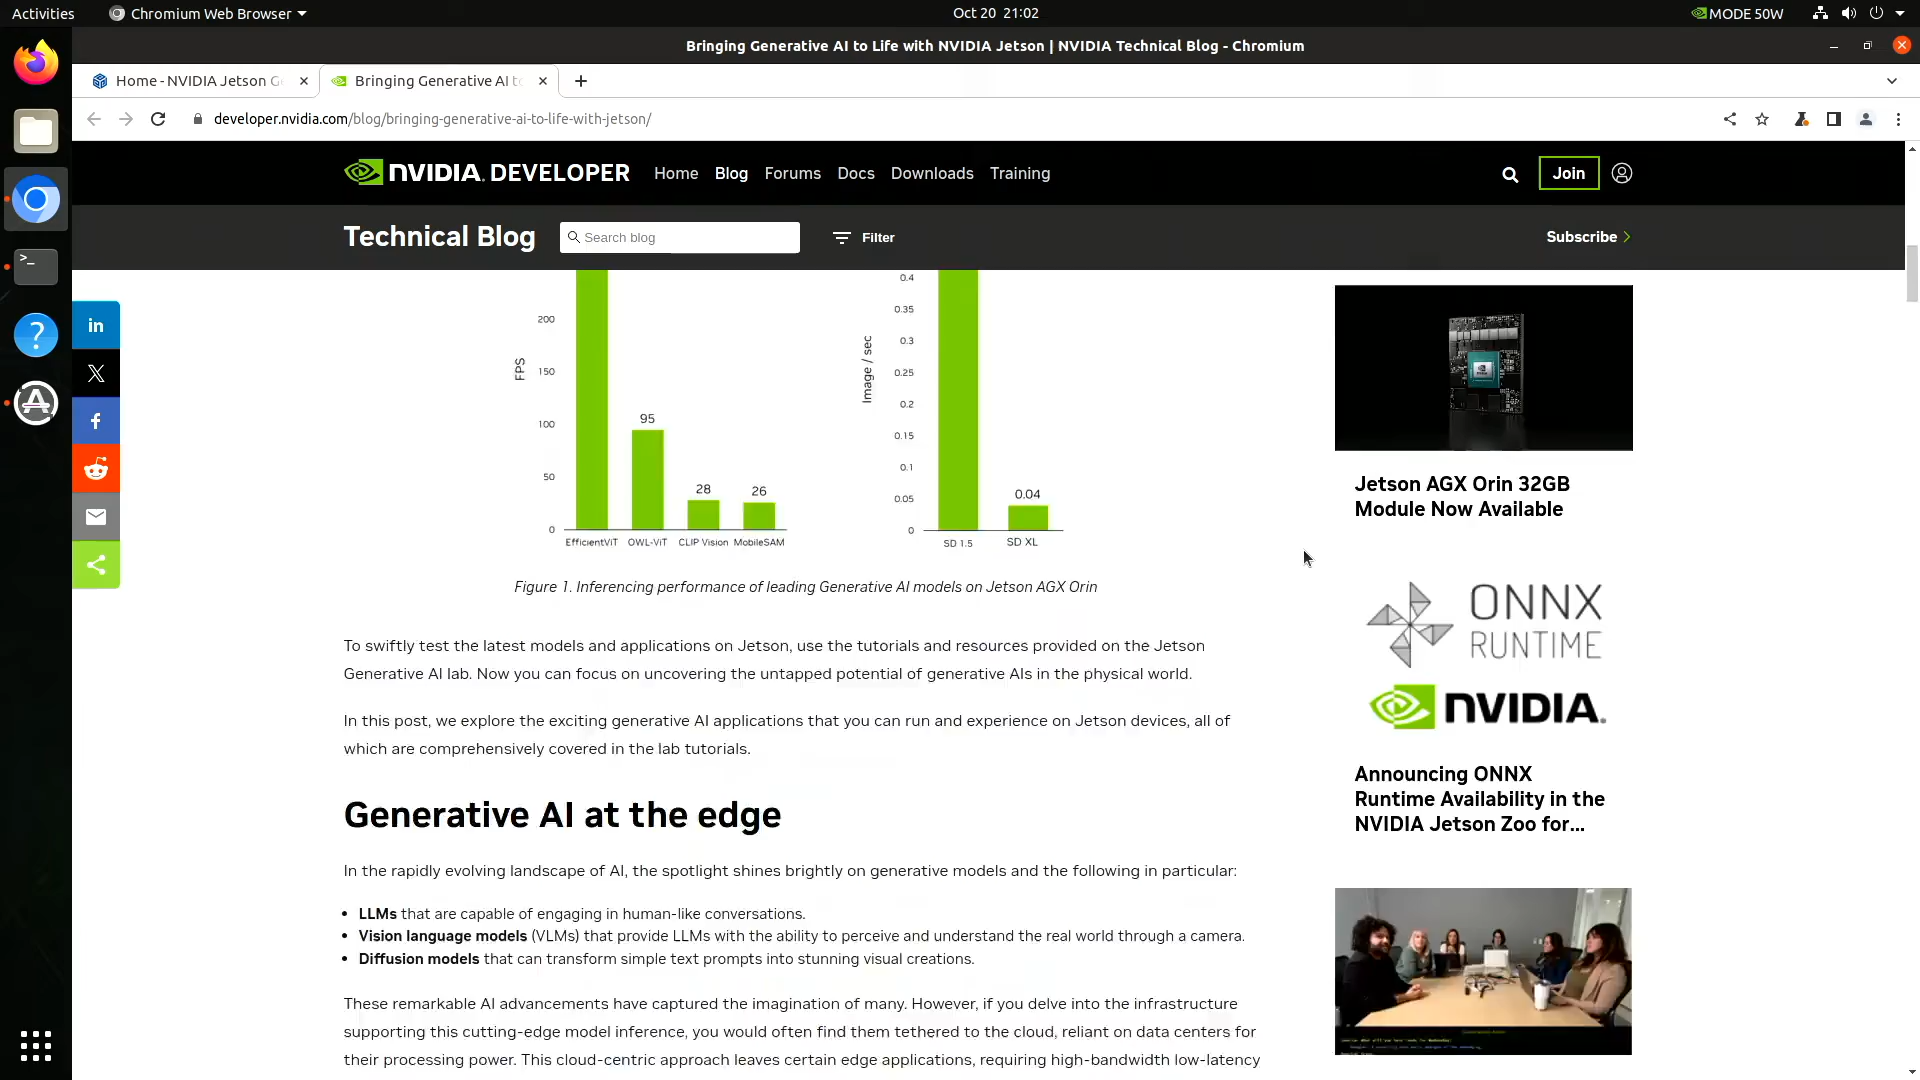 Activities
Chromium Web Browser
Oct 20 21:02
MODE 50W
Bringing Generative AI to Life with NVIDIA Jetson | NVIDIA Technical Blog - Chromium
Home - NVIDIA Jetson G
Bringing Generative AI to
developer.nvidia.com/blog/bringing-generative-ai-to-life-with-jetson/
NVIDIA. DEVELOPER
Home
Blog
Forums
Docs
Downloads
Training
Join
Technical Blog
Search blog
Filter
Subscribe
FPS
200
150
100
50
0
95
28
26
EfficientViT
OWL-ViT
CLIP Vision
MobileSAM
Image / sec
0.4
0.35
0.3
0.25
0.2
0.15
0.1
0.05
0
0.04
SD 1.5
SD XL
Figure 1. Inferencing performance of leading Generative AI models on Jetson AGX Orin
To swiftly test the latest models and applications on Jetson, use the tutorials and resources provided on the Jetson
Generative AI lab. Now you can focus on uncovering the untapped potential of generative AIs in the physical world.
In this post, we explore the exciting generative AI applications that you can run and experience on Jetson devices, all of
which are comprehensively covered in the lab tutorials.
Generative AI at the edge
In the rapidly evolving landscape of AI, the spotlight shines brightly on generative models and the following in particular:
• LLMs that are capable of engaging in human-like conversations.
• Vision language models (VLMs) that provide LLMs with the ability to perceive and understand the real world through a camera.
• Diffusion models that can transform simple text prompts into stunning visual creations.
These remarkable AI advancements have captured the imagination of many. However, if you delve into the infrastructure
supporting this cutting-edge model inference, you would often find them tethered to the cloud, reliant on data centers for
their processing power. This cloud-centric approach leaves certain edge applications, requiring high-bandwidth low-latency
Jetson AGX Orin 32GB
Module Now Available
ONNX
RUNTIME
NVIDIA.
Announcing ONNX
Runtime Availability in the
NVIDIA Jetson Zoo for...